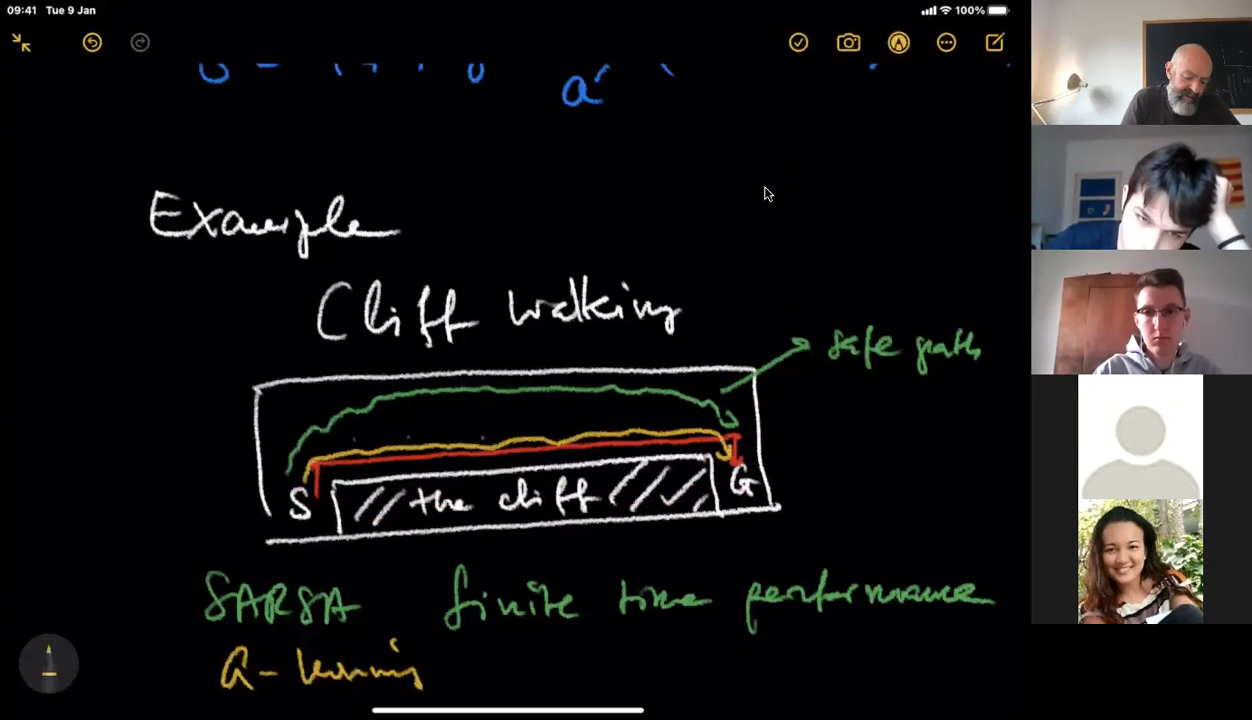 09:41 Tue 9 Jan 100%
a'
Example
Cliff walking
safe path
S the cliff G
SARSA finite time performance
Q-learning